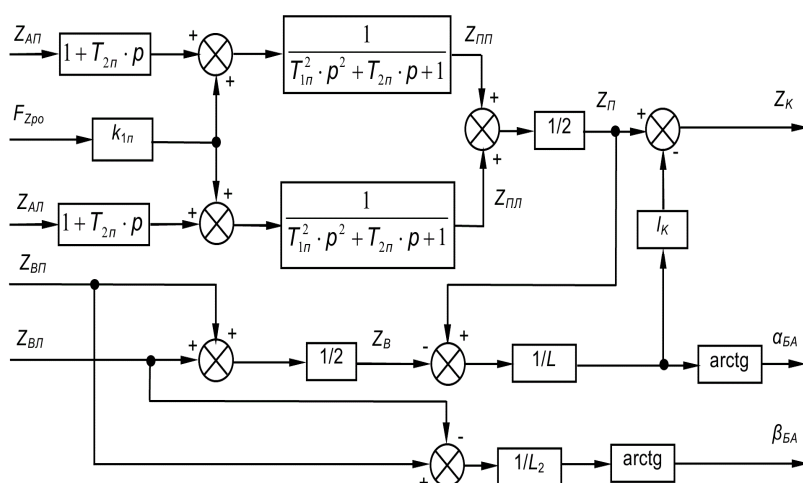 Z_АП
1 + T_2п · p
+
+
1
T_1п^2 · p^2 + T_2п · p + 1
Z_ПП
F_Zро
k_1п
+
+
1/2
Z_П
+
-
Z_К
Z_АЛ
1 + T_2п · p
+
+
1
T_1п^2 · p^2 + T_2п · p + 1
Z_ПЛ
l_К
Z_ВП
Z_ВЛ
+
+
1/2
Z_В
-
+
1/L
arctg
α_БА
-
+
1/L_2
arctg
β_БА